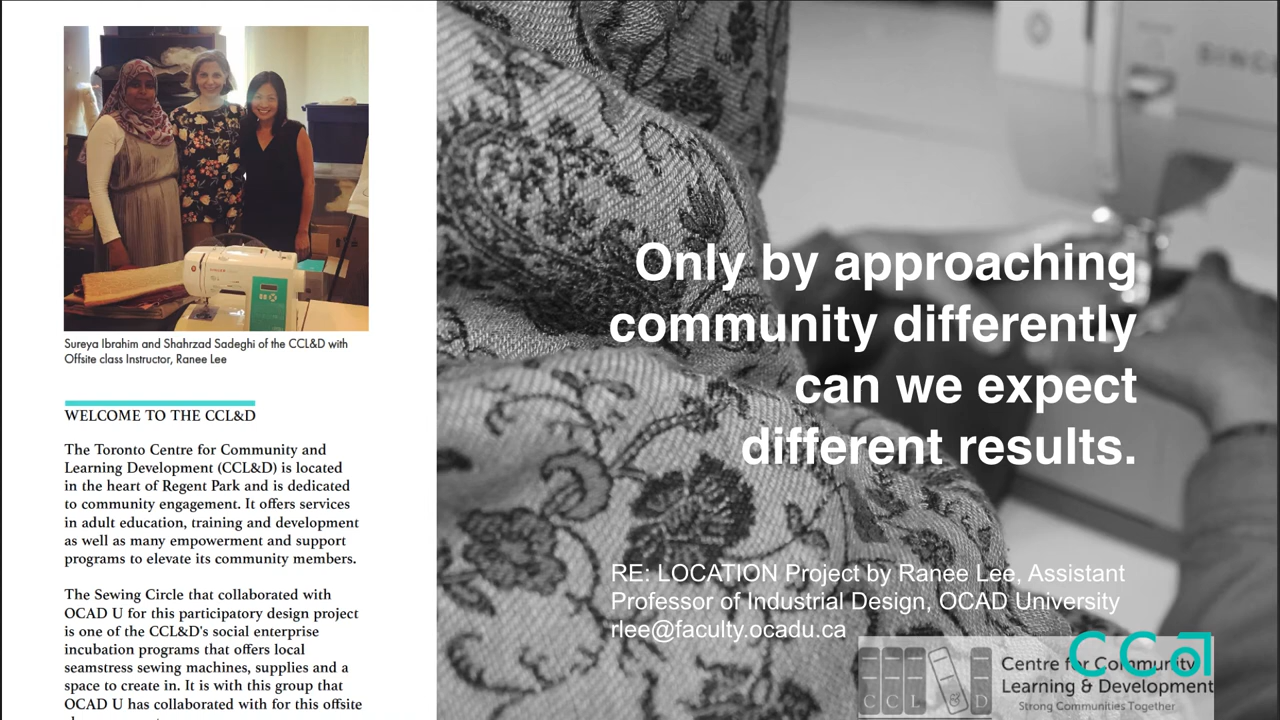 Sureya Ibrahim and Shahrzad Sadeghi of the CCL&D with
Offsite class Instructor, Ranee Lee
WELCOME TO THE CCL&D
The Toronto Centre for Community and
Learning Development (CCL&D) is located
in the heart of Regent Park and is dedicated
to community engagement. It offers services
in adult education, training and development
as well as many empowerment and support
programs to elevate its community members.
The Sewing Circle that collaborated with
OCAD U for this participatory design project
is one of the CCL&D's social enterprise
incubation programs that offers local
seamstress sewing machines, supplies and a
space to create in. It is with this group that
OCAD U has collaborated with for this offsite
SINGER
Only by approaching
community differently
can we expect
different results.
RE: LOCATION Project by Ranee Lee, Assistant
Professor of Industrial Design, OCAD University
rlee@faculty.ocadu.ca
CCL&D
Centre for Community
Learning & Development
Strong Communities Together
cca